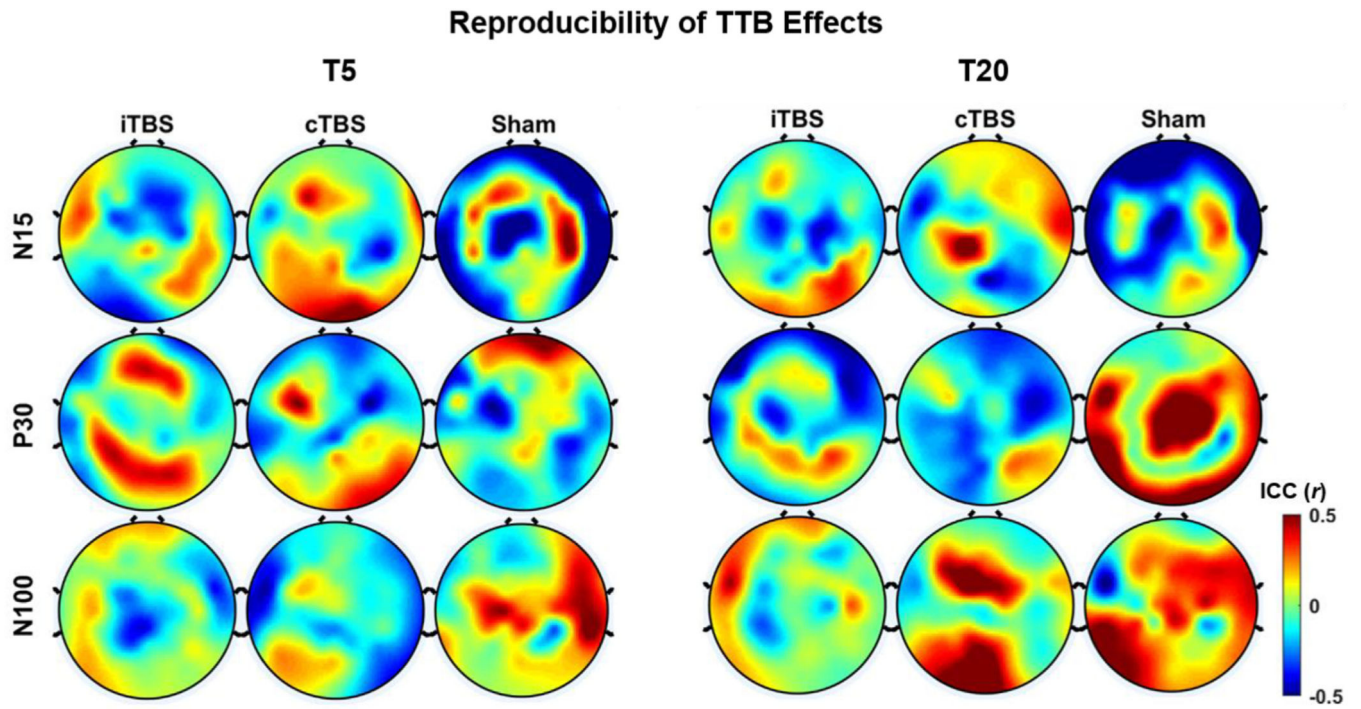 Reproducibility of TTB Effects
T5 T20
iTBS cTBS Sham iTBS cTBS Sham
N15
P30
N100
ICC (r)
0.5
0
-0.5